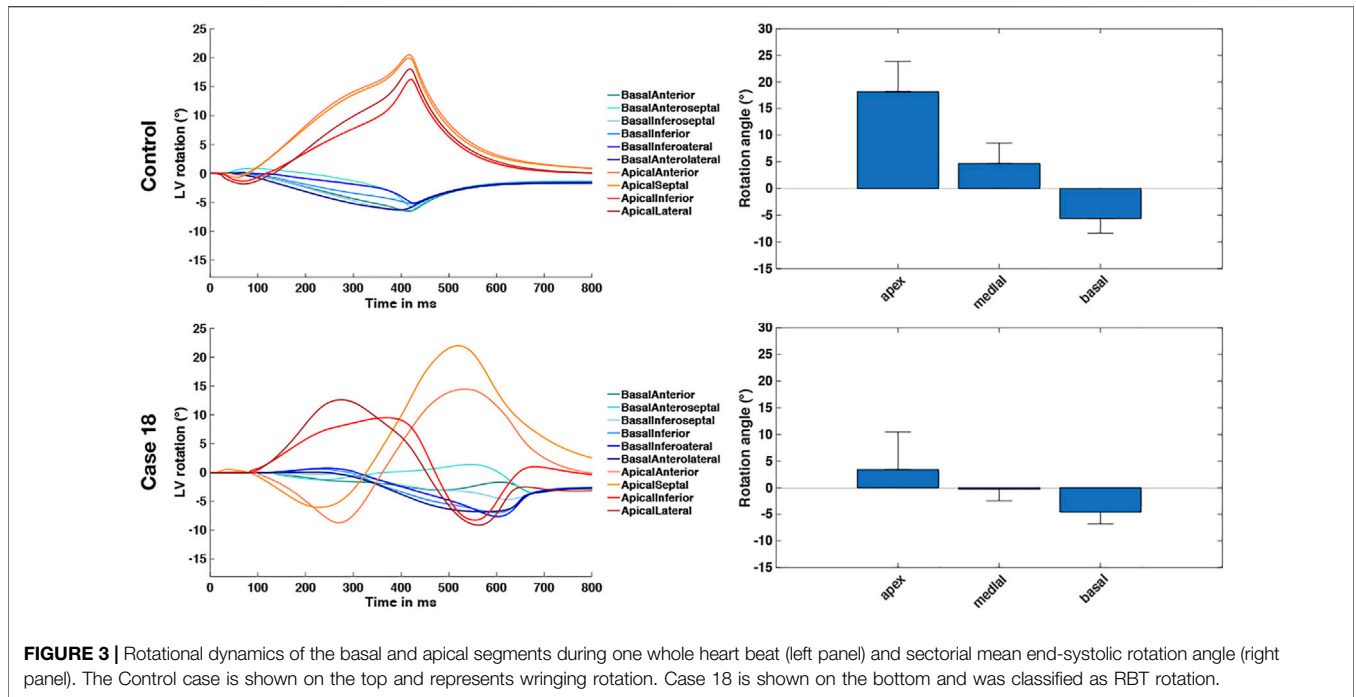 Control
LV rotation (°)
25
20
15
10
5
0
-5
-10
-15
0 100 200 300 400 500 600 700 800
Time in ms
BasalAnterior
BasalAnteroseptal
BasalInferoseptal
BasalInferior
BasalInferoateral
BasalAnterolateral
ApicalAnterior
ApicalSeptal
ApicalInferior
ApicalLateral
Rotation angle (°)
30
25
20
15
10
5
0
-5
-10
-15
apex medial basal
Case 18
LV rotation (°)
25
20
15
10
5
0
-5
-10
-15
0 100 200 300 400 500 600 700 800
Time in ms
BasalAnterior
BasalAnteroseptal
BasalInferoseptal
BasalInferior
BasalInferoateral
BasalAnterolateral
ApicalAnterior
ApicalSeptal
ApicalInferior
ApicalLateral
Rotation angle (°)
30
25
20
15
10
5
0
-5
-10
-15
apex medial basal
FIGURE 3 | Rotational dynamics of the basal and apical segments during one whole heart beat (left panel) and sectorial mean end-systolic rotation angle (right
panel). The Control case is shown on the top and represents wringing rotation. Case 18 is shown on the bottom and was classified as RBT rotation.